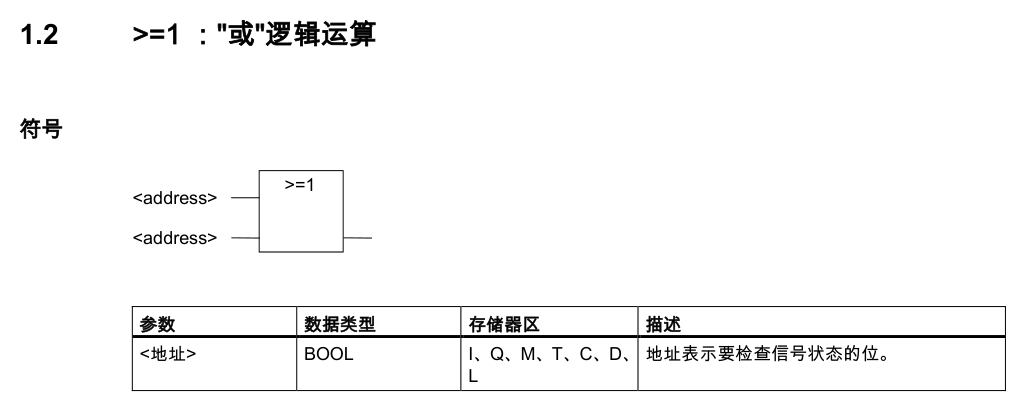 1.2 >=1 ："或"逻辑运算
符号
>=1
<address>
<address>
参数 数据类型 存储器区 描述
<地址> BOOL I、Q、M、T、C、D、 地址表示要检查信号状态的位。
L